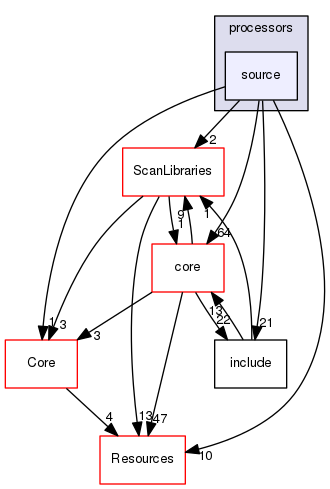 processors
source
2
ScanLibraries
9
1
1
64
core
1
3
13
22
21
3
Core
include
4
13
47
10
Resources